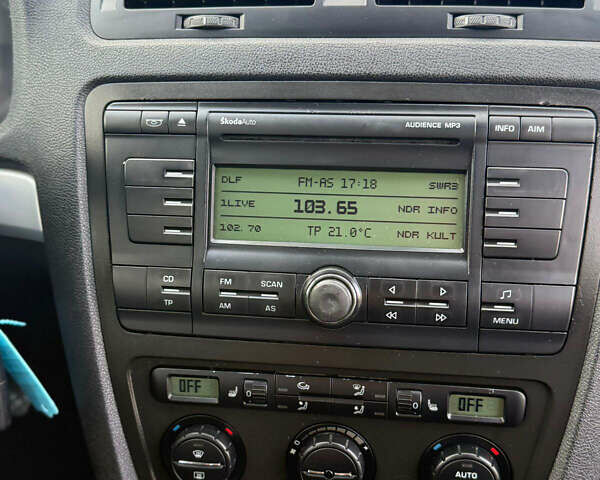 ŠkodaAuto AUDIENCE MP3 INFO AIM
DLF FM-AS 17:18 SWR3
1LIVE 103.65 NDR INFO
102.70 TP 21.0°C NDR KULT
CD FM SCAN
TP AM AS MENU
OFF OFF
AUTO